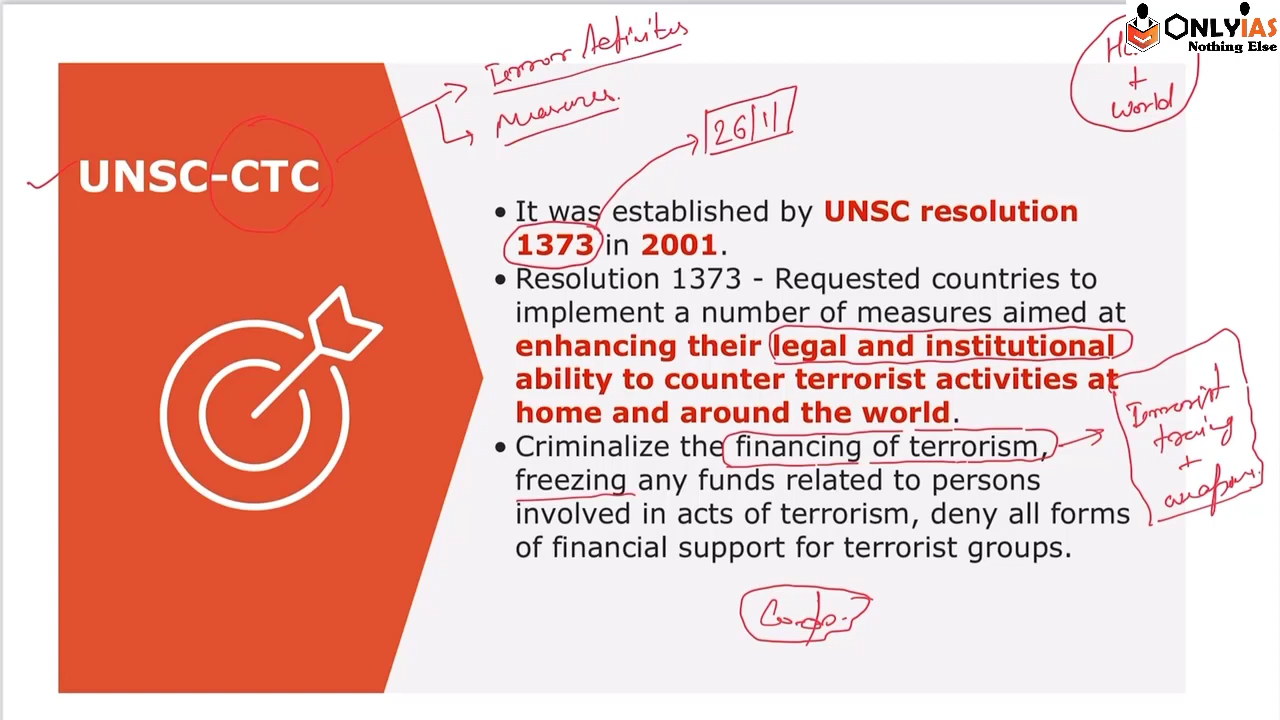 ONLYIAS
Nothing Else
Terror Activities
Measures.
26/11
+
world
UNSC-CTC
• It was established by UNSC resolution
1373 in 2001.
• Resolution 1373 - Requested countries to
implement a number of measures aimed at
enhancing their legal and institutional
ability to counter terrorist activities at
home and around the world.
• Criminalize the financing of terrorism,
freezing any funds related to persons
involved in acts of terrorism, deny all forms
of financial support for terrorist groups.
Terrorist
+